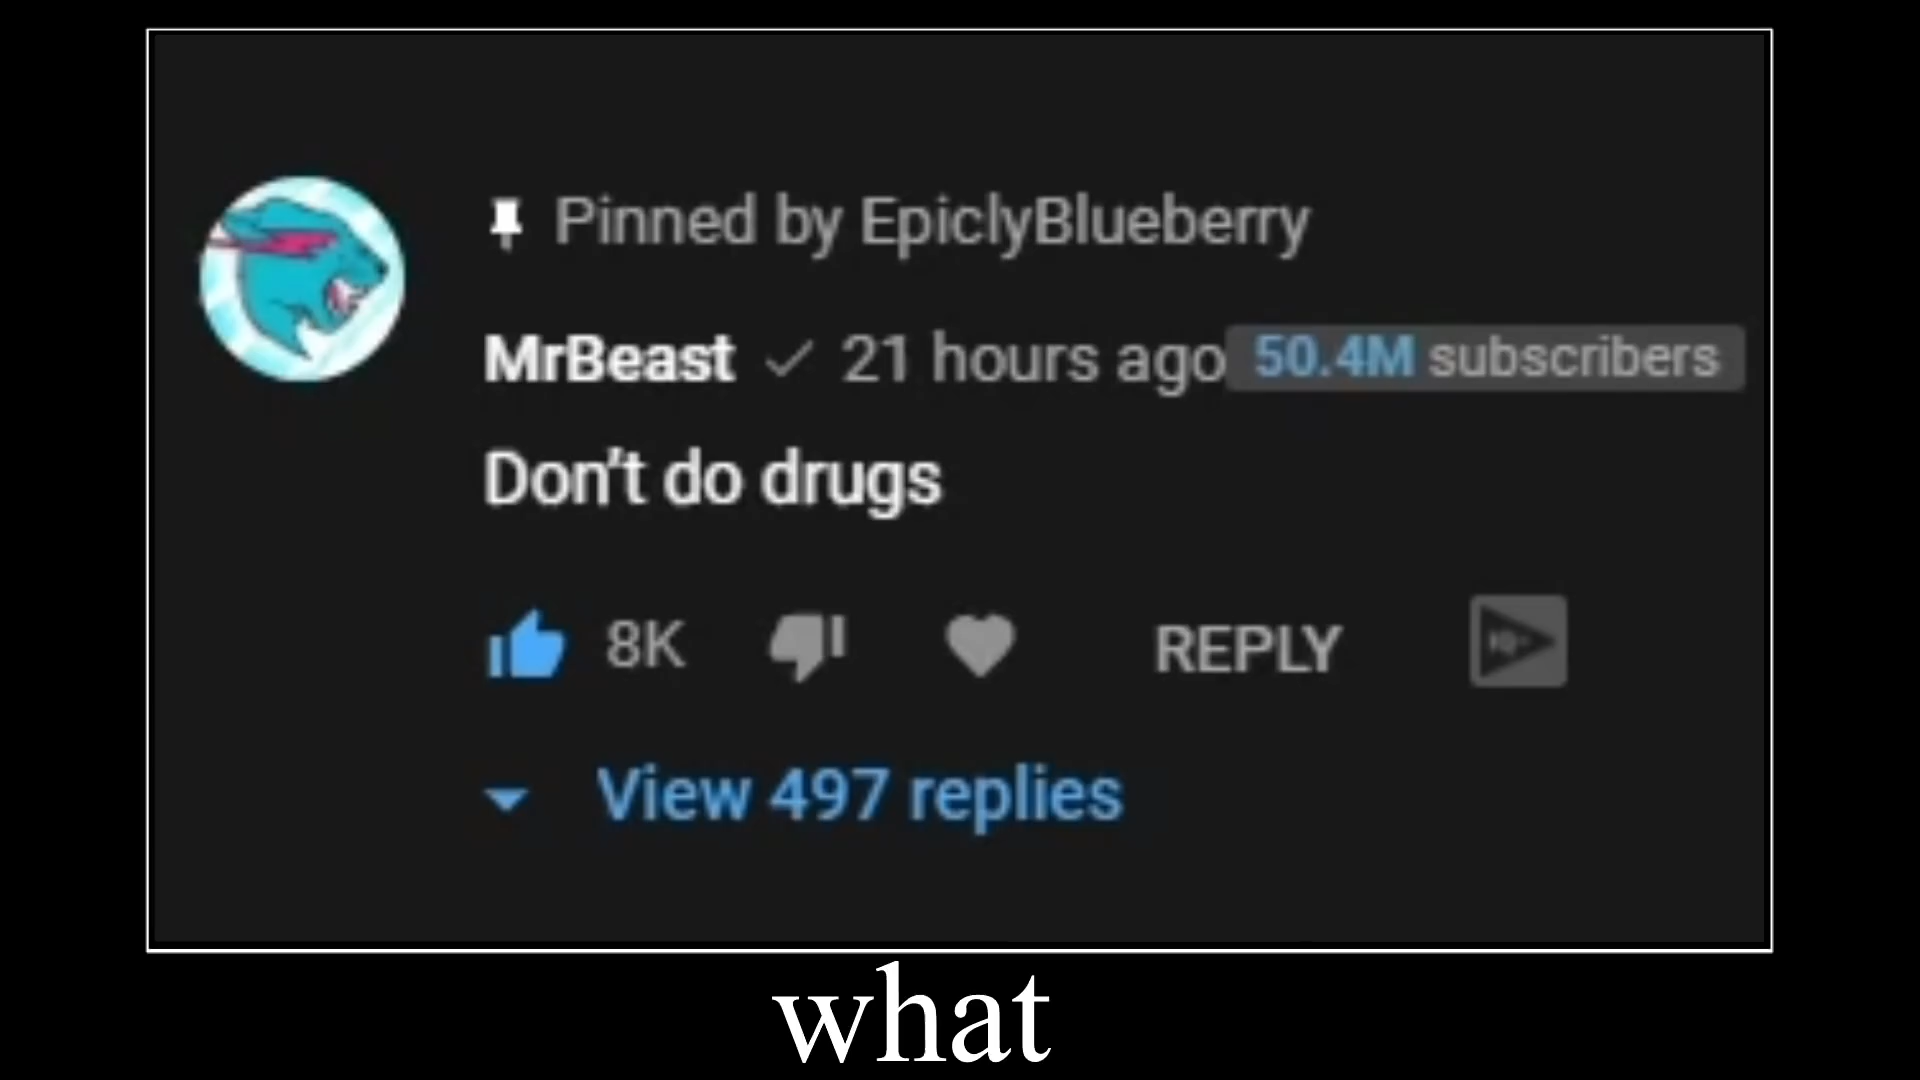 Pinned by EpiclyBlueberry
MrBeast 21 hours ago 50.4M subscribers
Don't do drugs
8K REPLY
View 497 replies
what